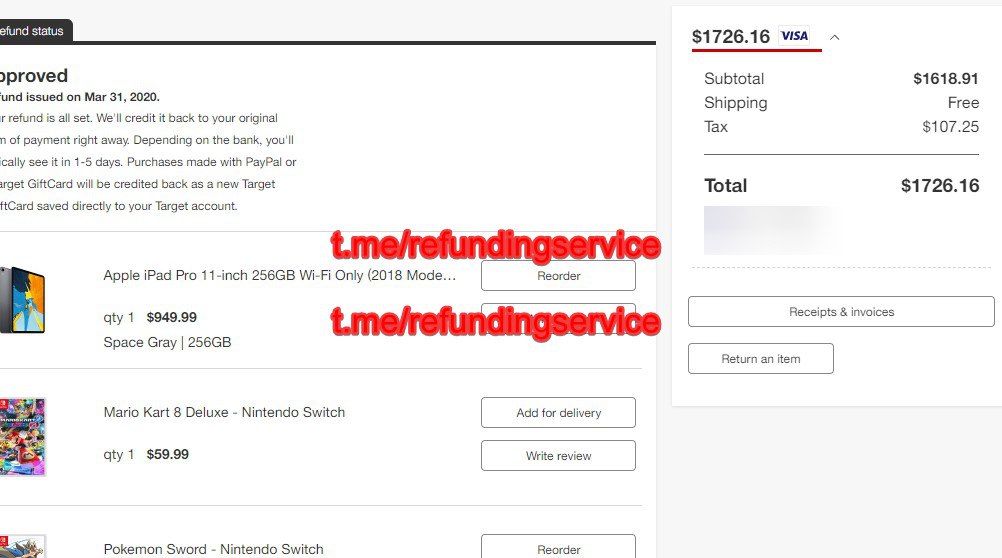 efund status
pproved
fund issued on Mar 31, 2020.
r refund is all set. We'll credit it back to your original
m of payment right away. Depending on the bank, you'll
ically see it in 1-5 days. Purchases made with PayPal or
arget GiftCard will be credited back as a new Target
ftCard saved directly to your Target account.
t.me/refundingservice
Apple iPad Pro 11-inch 256GB Wi-Fi Only (2018 Mode...
Reorder
qty 1 $949.99
t.me/refundingservice
Space Gray | 256GB
Mario Kart 8 Deluxe - Nintendo Switch
Add for delivery
qty 1 $59.99
Write review
Pokemon Sword - Nintendo Switch
Reorder
$1726.16 VISA
Subtotal $1618.91
Shipping Free
Tax $107.25
Total $1726.16
Receipts & invoices
Return an item